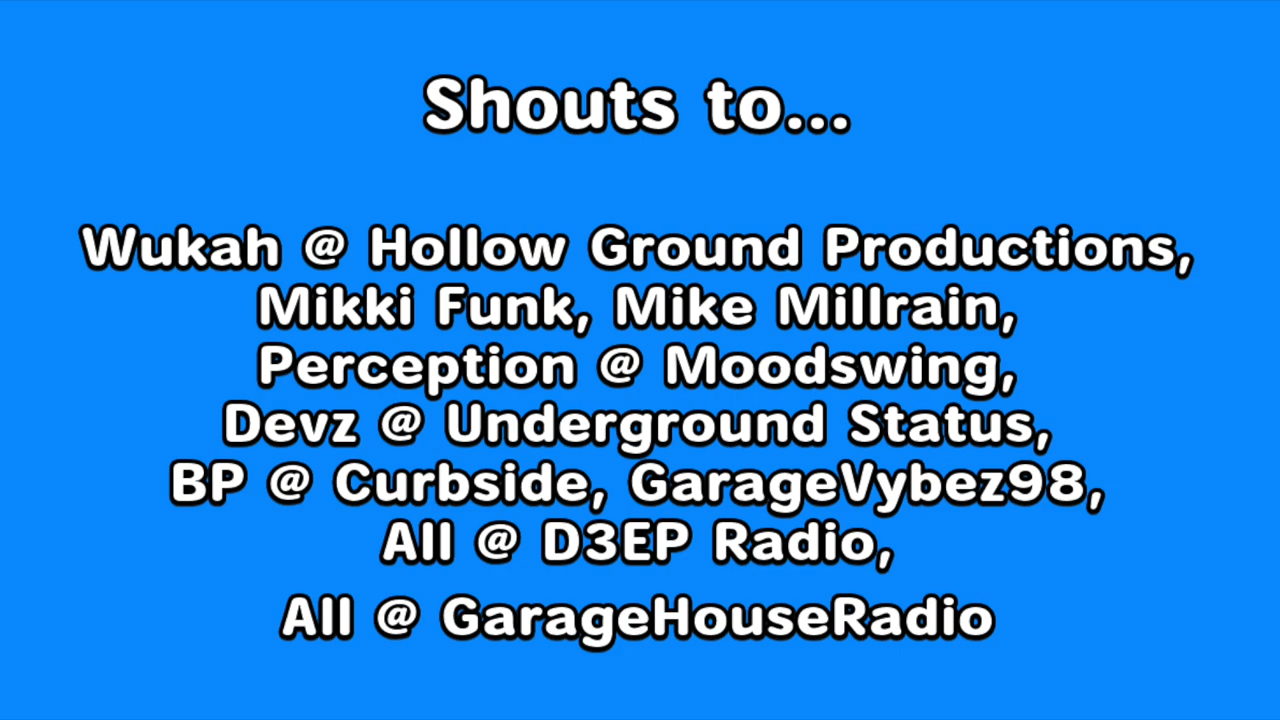 Shouts to...
Wukah @ Hollow Ground Productions,
Mikki Funk, Mike Millrain,
Perception @ Moodswing,
Devz @ Underground Status,
BP @ Curbside, GarageVybez98,
All @ D3EP Radio,
All @ GarageHouseRadio